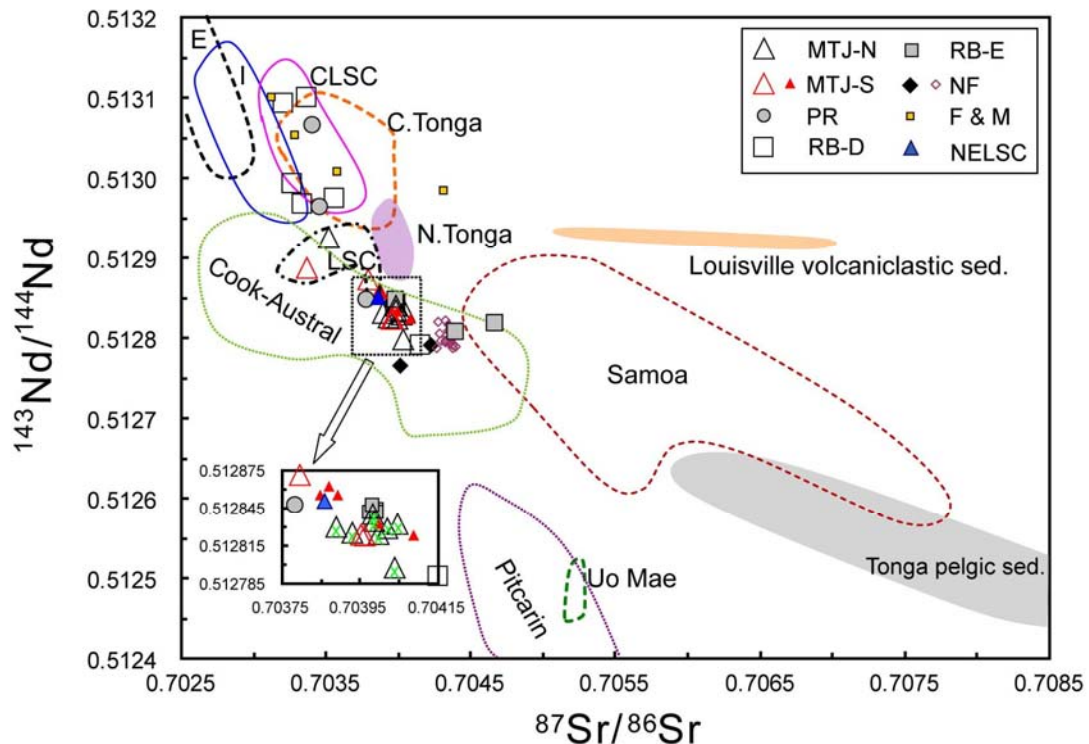 0.5132
0.5131
0.5130
0.5129
0.5128
0.5127
0.5126
0.5125
0.5124
143Nd/144Nd
E
I
CLSC
C.Tonga
N.Tonga
LSC
Cook-Austral
Louisville volcaniclastic sed.
Samoa
Pitcarin
Uo Mae
Tonga pelgic sed.
MTJ-N
RB-E
MTJ-S
NF
PR
F & M
RB-D
NELSC
0.512875
0.512845
0.512815
0.512785
0.70375
0.70395
0.70415
0.7025
0.7035
0.7045
0.7055
0.7065
0.7075
0.7085
87Sr/86Sr